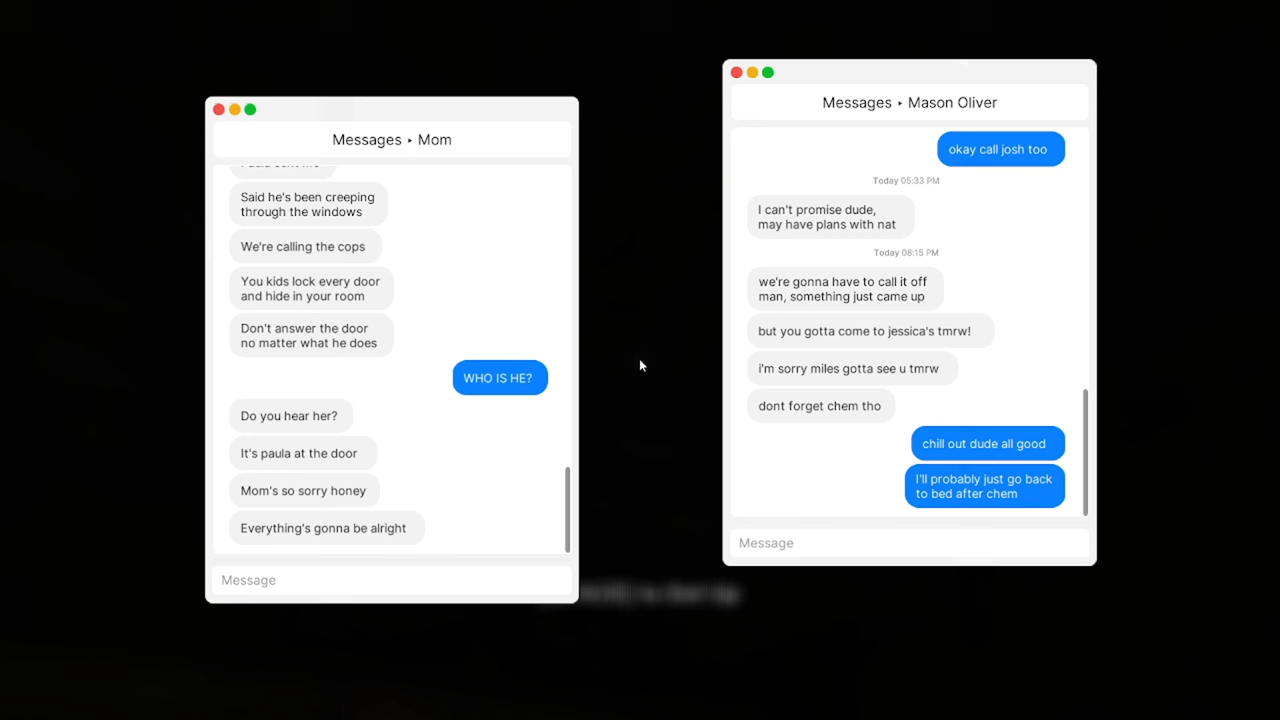 Messages ▸ Mom
Said he's been creeping
through the windows
We're calling the cops
You kids lock every door
and hide in your room
Don't answer the door
no matter what he does
WHO IS HE?
Do you hear her?
It's paula at the door
Mom's so sorry honey
Everything's gonna be alright
Message
Messages ▸ Mason Oliver
okay call josh too
Today 05:33 PM
I can't promise dude,
may have plans with nat
Today 08:15 PM
we're gonna have to call it off
man, something just came up
but you gotta come to jessica's tmrw!
i'm sorry miles gotta see u tmrw
dont forget chem tho
chill out dude all good
I'll probably just go back
to bed after chem
Message